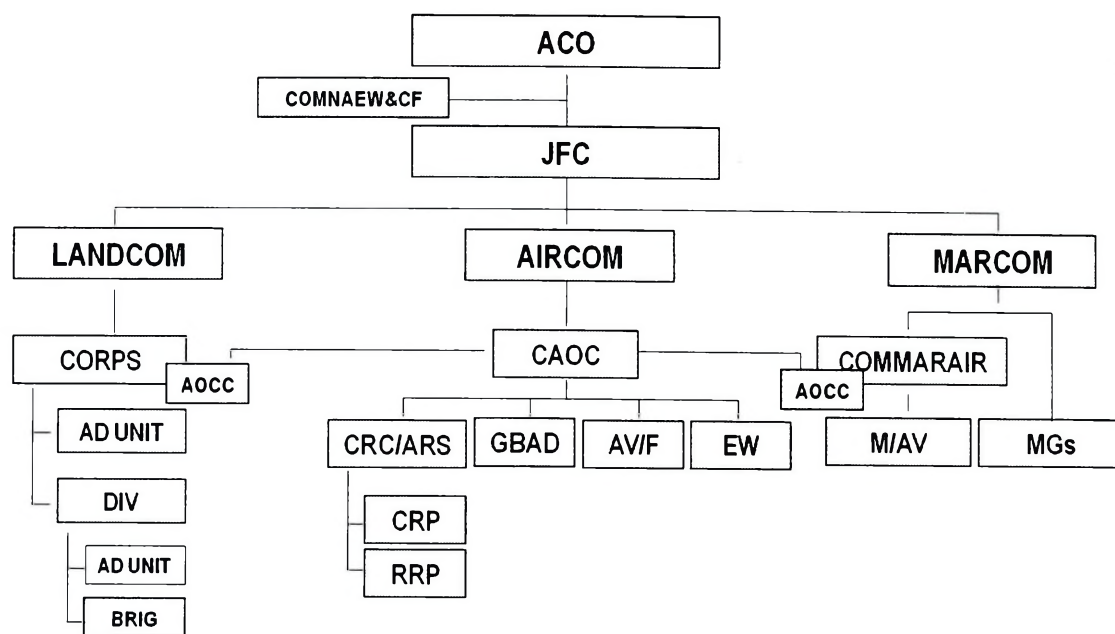 ACO
COMNAEW&CF
JFC
LANDCOM
AIRCOM
MARCOM
CORPS
AOCC
CAOC
COMMARAIR
AOCC
AD UNIT
CRC/ARS
GBAD
AV/F
EW
M/AV
MGs
DIV
CRP
AD UNIT
RRP
BRIG